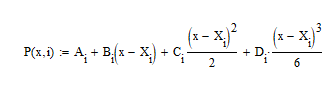 P(x,i) := A_i + B_i(x − X_i) + C_i·(x − X_i)^2/2 + D_i·(x − X_i)^3/6